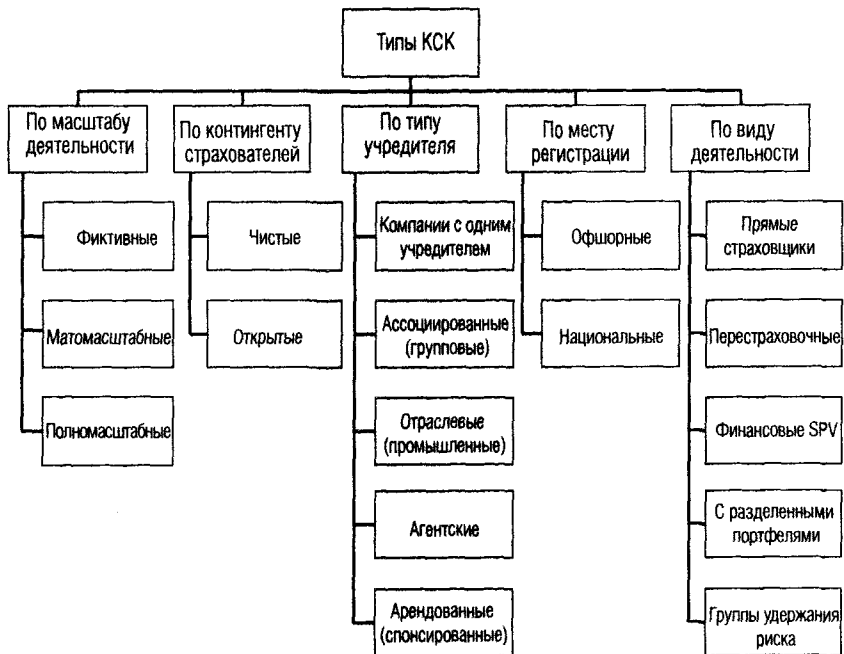 Типы КСК
По масштабу
деятельности
По контингенту
страхователей
По типу
учредителя
По месту
регистрации
По виду
деятельности
Фиктивные
Матомасштабные
Полномасштабные
Чистые
Открытые
Компании с одним
учредителем
Ассоциированные
(групповые)
Отраслевые
(промышленные)
Агентские
Арендованные
(спонсированные)
Офшорные
Национальные
Прямые
страховщики
Перестраховочные
Финансовые SPV
С разделенными
портфелями
Группы удержания
риска